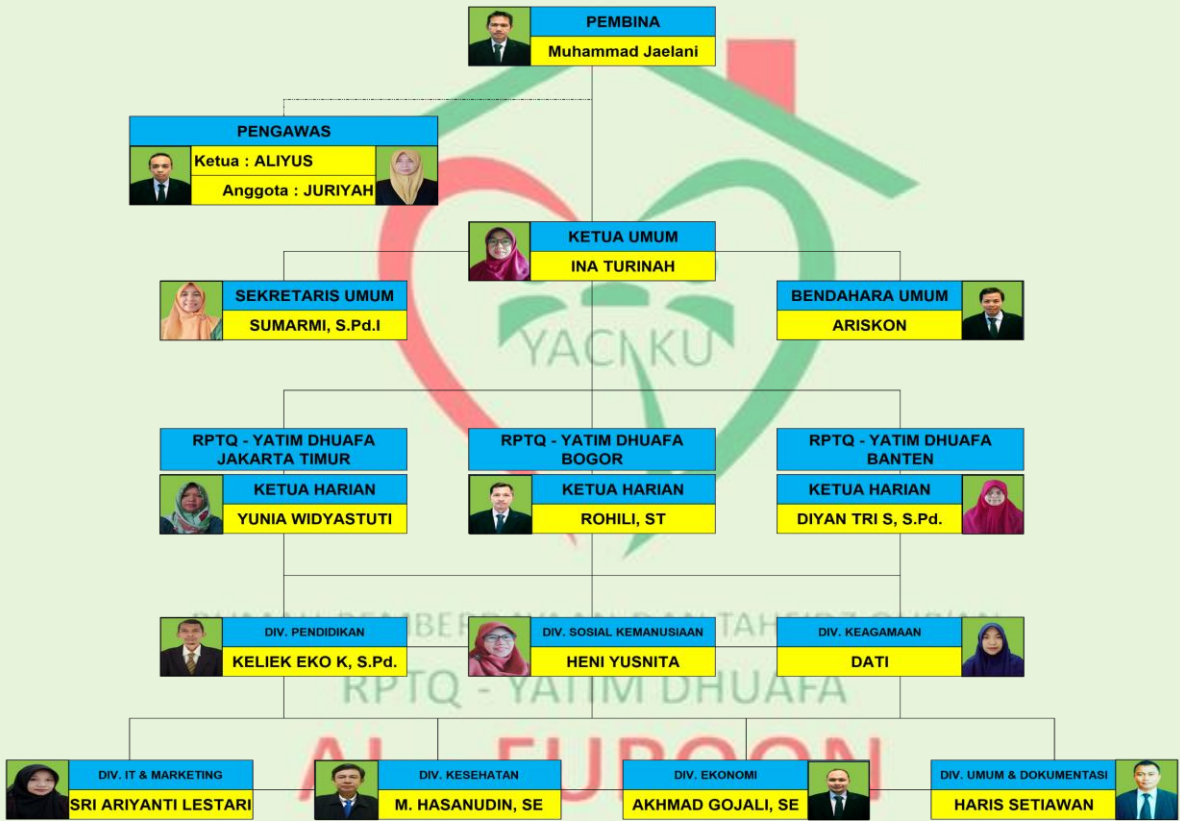 PEMBINA
Muhammad Jaelani
PENGAWAS
Ketua : ALIYUS
Anggota : JURIYAH
KETUA UMUM
INA TURINAH
SEKRETARIS UMUM
SUMARMI, S.Pd.I
BENDAHARA UMUM
ARISKON
YACI KU
RPTQ - YATIM DHUAFA
JAKARTA TIMUR
KETUA HARIAN
YUNIA WIDYASTUTI
RPTQ - YATIM DHUAFA
BOGOR
KETUA HARIAN
ROHILI, ST
RPTQ - YATIM DHUAFA
BANTEN
KETUA HARIAN
DIYAN TRI S, S.Pd.
DIV. PENDIDIKAN
KELIEK EKO K, S.Pd.
DIV. SOSIAL KEMANUSIAAN
HENI YUSNITA
DIV. KEAGAMAAN
DATI
RPTQ - YATIM DHUAFA
DIV. IT & MARKETING
SRI ARIYANTI LESTARI
DIV. KESEHATAN
M. HASANUDIN, SE
DIV. EKONOMI
AKHMAD GOJALI, SE
DIV. UMUM & DOKUMENTASI
HARIS SETIAWAN